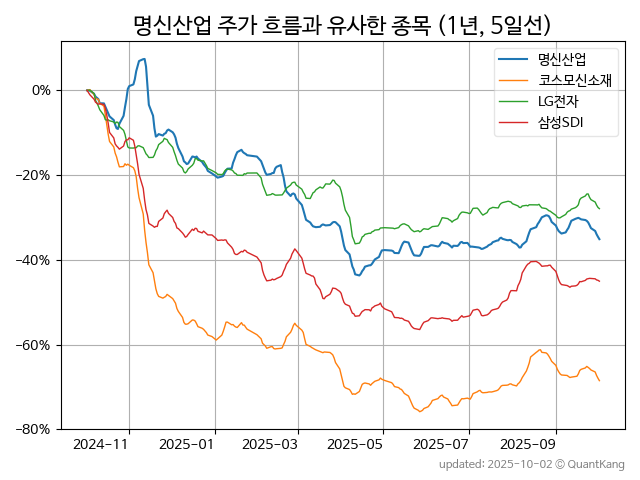 명신산업 주가 흐름과 유사한 종목 (1년, 5일선)
명신산업
코스모신소재
LG전자
삼성SDI
0%
−20%
−40%
−60%
−80%
2024−11
2025−01
2025−03
2025−05
2025−07
2025−09
updated: 2025-10-02 © QuantKang